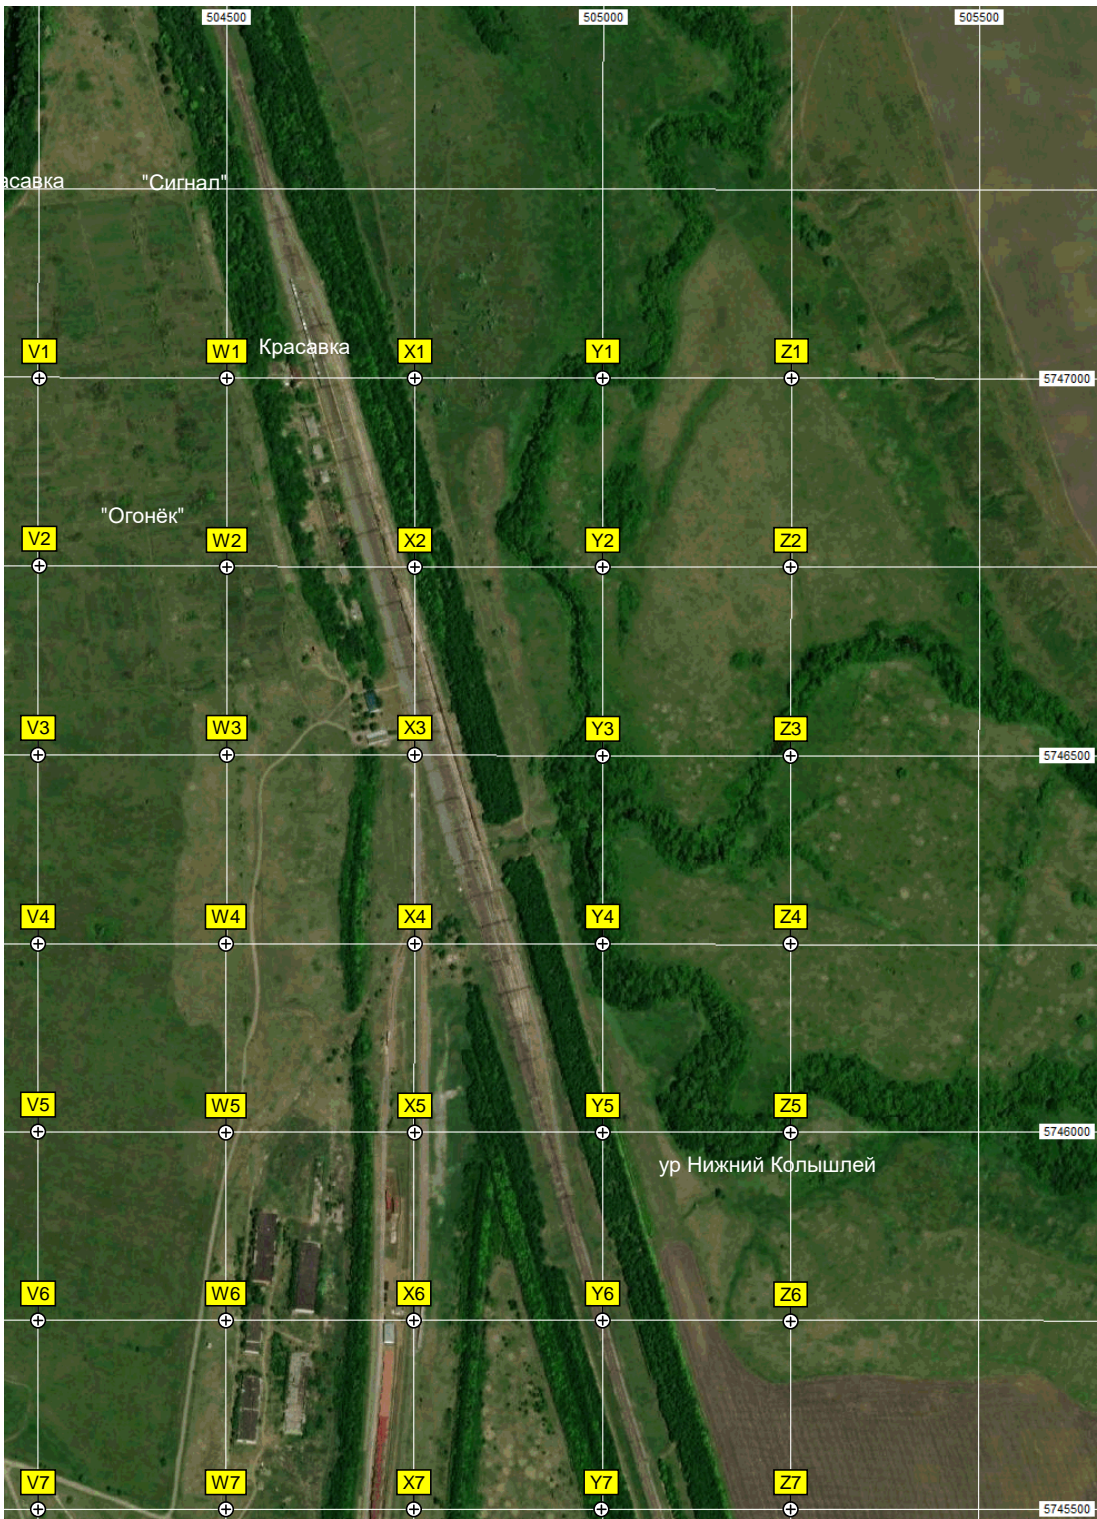 504500 505000 505500
асавка "Сигнал"
Красавка
V1 W1 X1 Y1 Z1
5747000
"Огонёк"
V2 W2 X2 Y2 Z2
V3 W3 X3 Y3 Z3
5746500
V4 W4 X4 Y4 Z4
V5 W5 X5 Y5 Z5
5746000
ур Нижний Колышлей
V6 W6 X6 Y6 Z6
V7 W7 X7 Y7 Z7
5745500